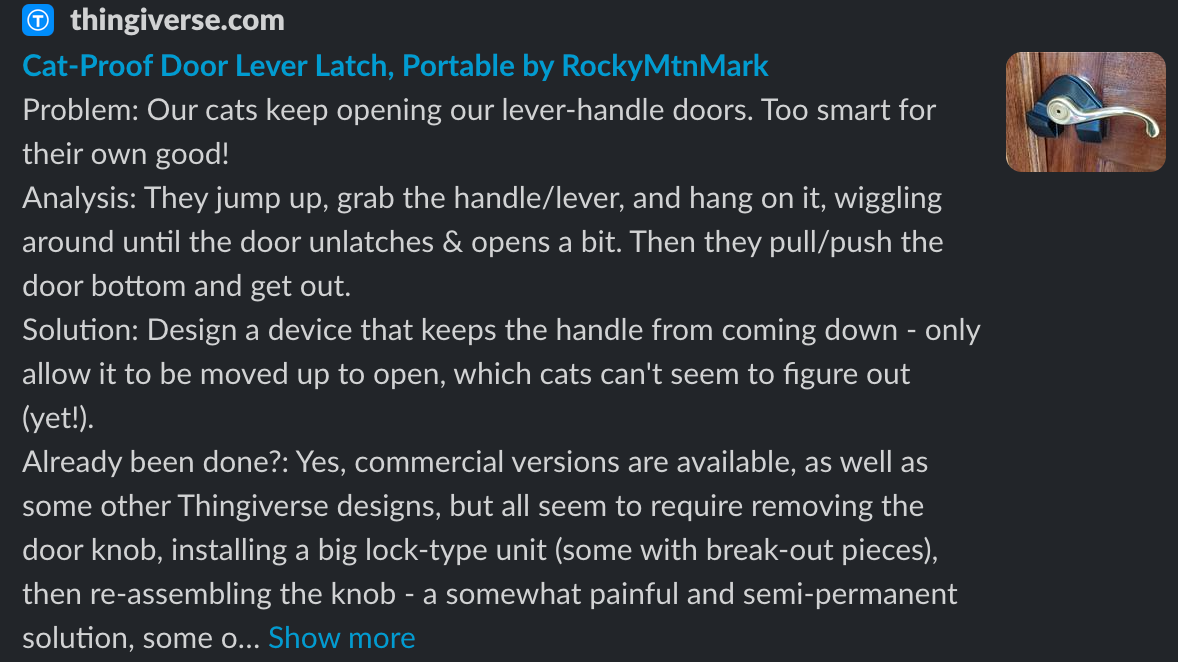 thingiverse.com
Cat-Proof Door Lever Latch, Portable by RockyMtnMark
Problem: Our cats keep opening our lever-handle doors. Too smart for
their own good!
Analysis: They jump up, grab the handle/lever, and hang on it, wiggling
around until the door unlatches & opens a bit. Then they pull/push the
door bottom and get out.
Solution: Design a device that keeps the handle from coming down - only
allow it to be moved up to open, which cats can't seem to figure out
(yet!).
Already been done?: Yes, commercial versions are available, as well as
some other Thingiverse designs, but all seem to require removing the
door knob, installing a big lock-type unit (some with break-out pieces),
then re-assembling the knob - a somewhat painful and semi-permanent
solution, some o... Show more